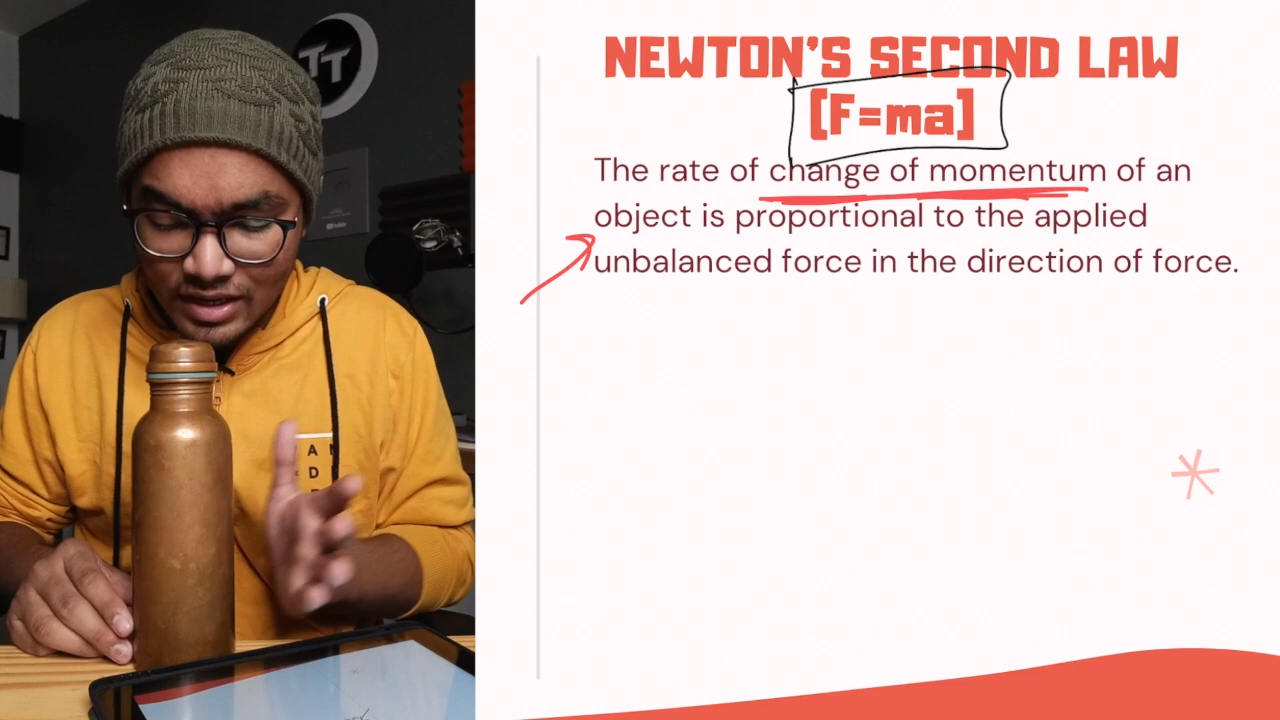 TT
NEWTON'S SECOND LAW
[F=ma]
The rate of change of momentum of an
object is proportional to the applied
unbalanced force in the direction of force.
A
D